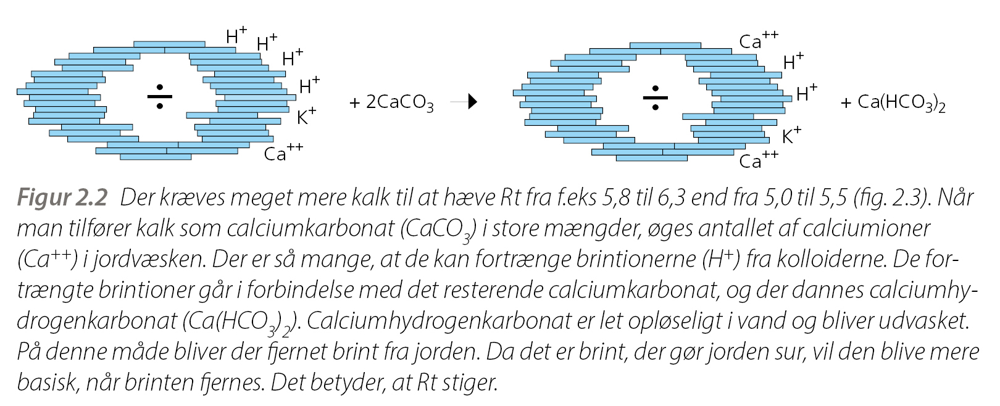 H⁺
H⁺
H⁺
H⁺
K⁺
Ca⁺⁺
÷
+ 2CaCO₃
Ca⁺⁺
H⁺
H⁺
K⁺
Ca⁺⁺
÷
+ Ca(HCO₃)₂
Figur 2.2 Der kræves meget mere kalk til at hæve Rt fra f.eks 5,8 til 6,3 end fra 5,0 til 5,5 (fig. 2.3). Når
man tilfører kalk som calciumkarbonat (CaCO₃) i store mængder, øges antallet af calciumioner
(Ca⁺⁺) i jordvæsken. Der er så mange, at de kan fortrænge brintionerne (H⁺) fra kolloiderne. De for-
trængte brintioner går i forbindelse med det resterende calciumkarbonat, og der dannes calciumhy-
drogenkarbonat (Ca(HCO₃)₂). Calciumhydrogenkarbonat er let opløseligt i vand og bliver udvasket.
På denne måde bliver der fjernet brint fra jorden. Da det er brint, der gør jorden sur, vil den blive mere
basisk, når brinten fjernes. Det betyder, at Rt stiger.